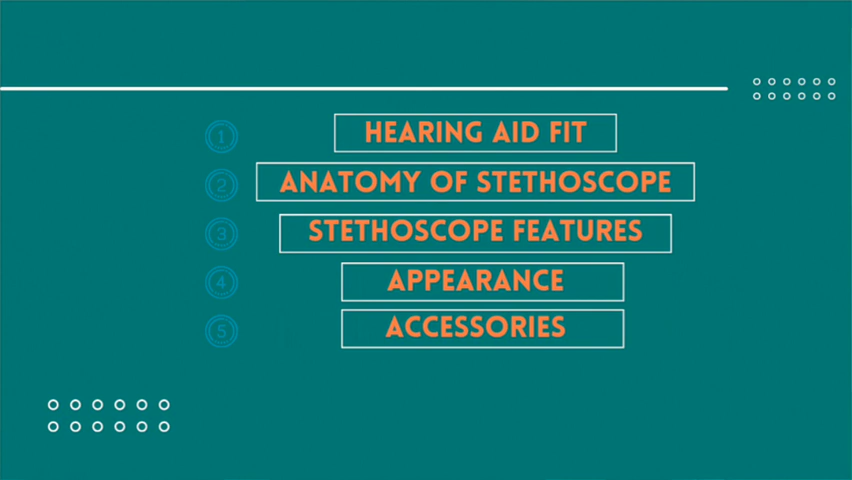 1 HEARING AID FIT
2 ANATOMY OF STETHOSCOPE
3 STETHOSCOPE FEATURES
4 APPEARANCE
5 ACCESSORIES